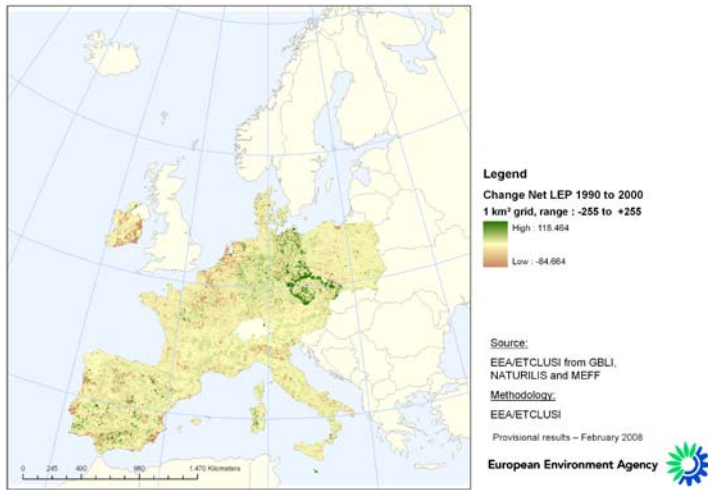 Legend
Change Net LEP 1990 to 2000
1 km² grid, range : -255 to +255
High : 118.464
Low : -84.664
Source:
EEA/ETCLUSI from GBLI,
NATURILIS and MEFF
Methodology:
EEA/ETCLUSI
Provisional results – February 2008
European Environment Agency
0 245 490 980 1.470 Kilometers